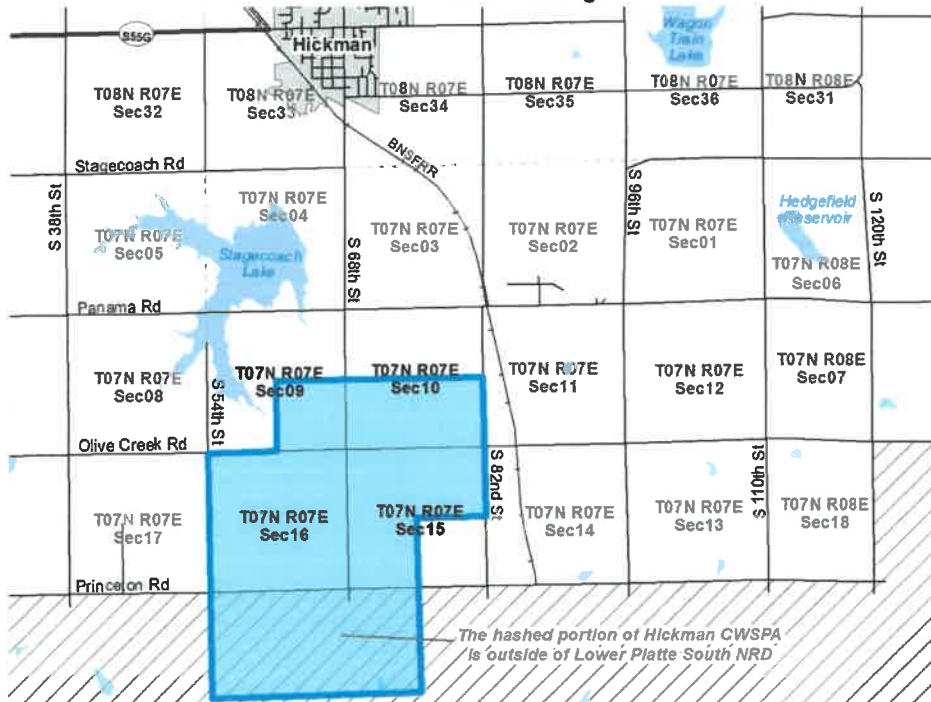 Wagon
Train
Lake
S55G
Hickman
T08N R07E
Sec32
T08N R07E
Sec33
T08N R07E
Sec34
T08N R07E
Sec35
T08N R07E
Sec36
T08N R08E
Sec31
BNSFRR
Stagecoach Rd
S 38th St
T07N R07E
Sec05
T07N R07E
Sec04
Stagecoach
Lake
S 68th St
T07N R07E
Sec03
T07N R07E
Sec02
S 96th St
T07N R07E
Sec01
Hedgefield
Reservoir
T07N R08E
Sec06
S 120th St
Panama Rd
T07N R07E
Sec08
S 54th St
T07N R07E
Sec09
T07N R07E
Sec10
T07N R07E
Sec11
T07N R07E
Sec12
T07N R08E
Sec07
Olive Creek Rd
T07N R07E
Sec17
T07N R07E
Sec16
T07N R07E
Sec15
S 82nd St
T07N R07E
Sec14
T07N R07E
Sec13
S 110th St
T07N R08E
Sec18
Princeton Rd
The hashed portion of Hickman CWSPA
is outside of Lower Platte South NRD